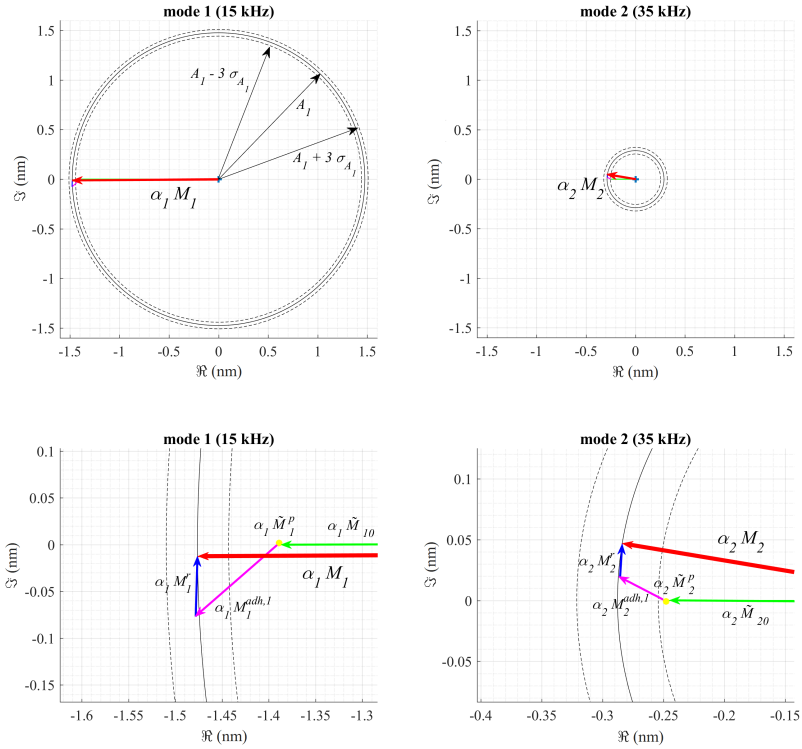 mode 1 (15 kHz)
ℑ (nm)
1.5
1
0.5
0
-0.5
-1
-1.5
A1 - 3 σA1
A1
A1 + 3 σA1
α1 M1
-1.5 -1 -0.5 0 0.5 1 1.5
ℜ (nm)
mode 2 (35 kHz)
ℑ (nm)
1.5
1
0.5
0
-0.5
-1
-1.5
α2 M2
-1.5 -1 -0.5 0 0.5 1 1.5
ℜ (nm)
mode 1 (15 kHz)
ℑ (nm)
0.1
0.05
0
-0.05
-0.1
-0.15
α1 M̃1p
α1 M̃10
α1 M1r
α1 M1
α1 M1adh,1
-1.6 -1.55 -1.5 -1.45 -1.4 -1.35 -1.3
ℜ (nm)
mode 2 (35 kHz)
ℑ (nm)
0.1
0.05
0
-0.05
α2 M2
α2 M2r
α2 M̃2p
α2 M2adh,1
α2 M̃20
-0.4 -0.35 -0.3 -0.25 -0.2 -0.15
ℜ (nm)